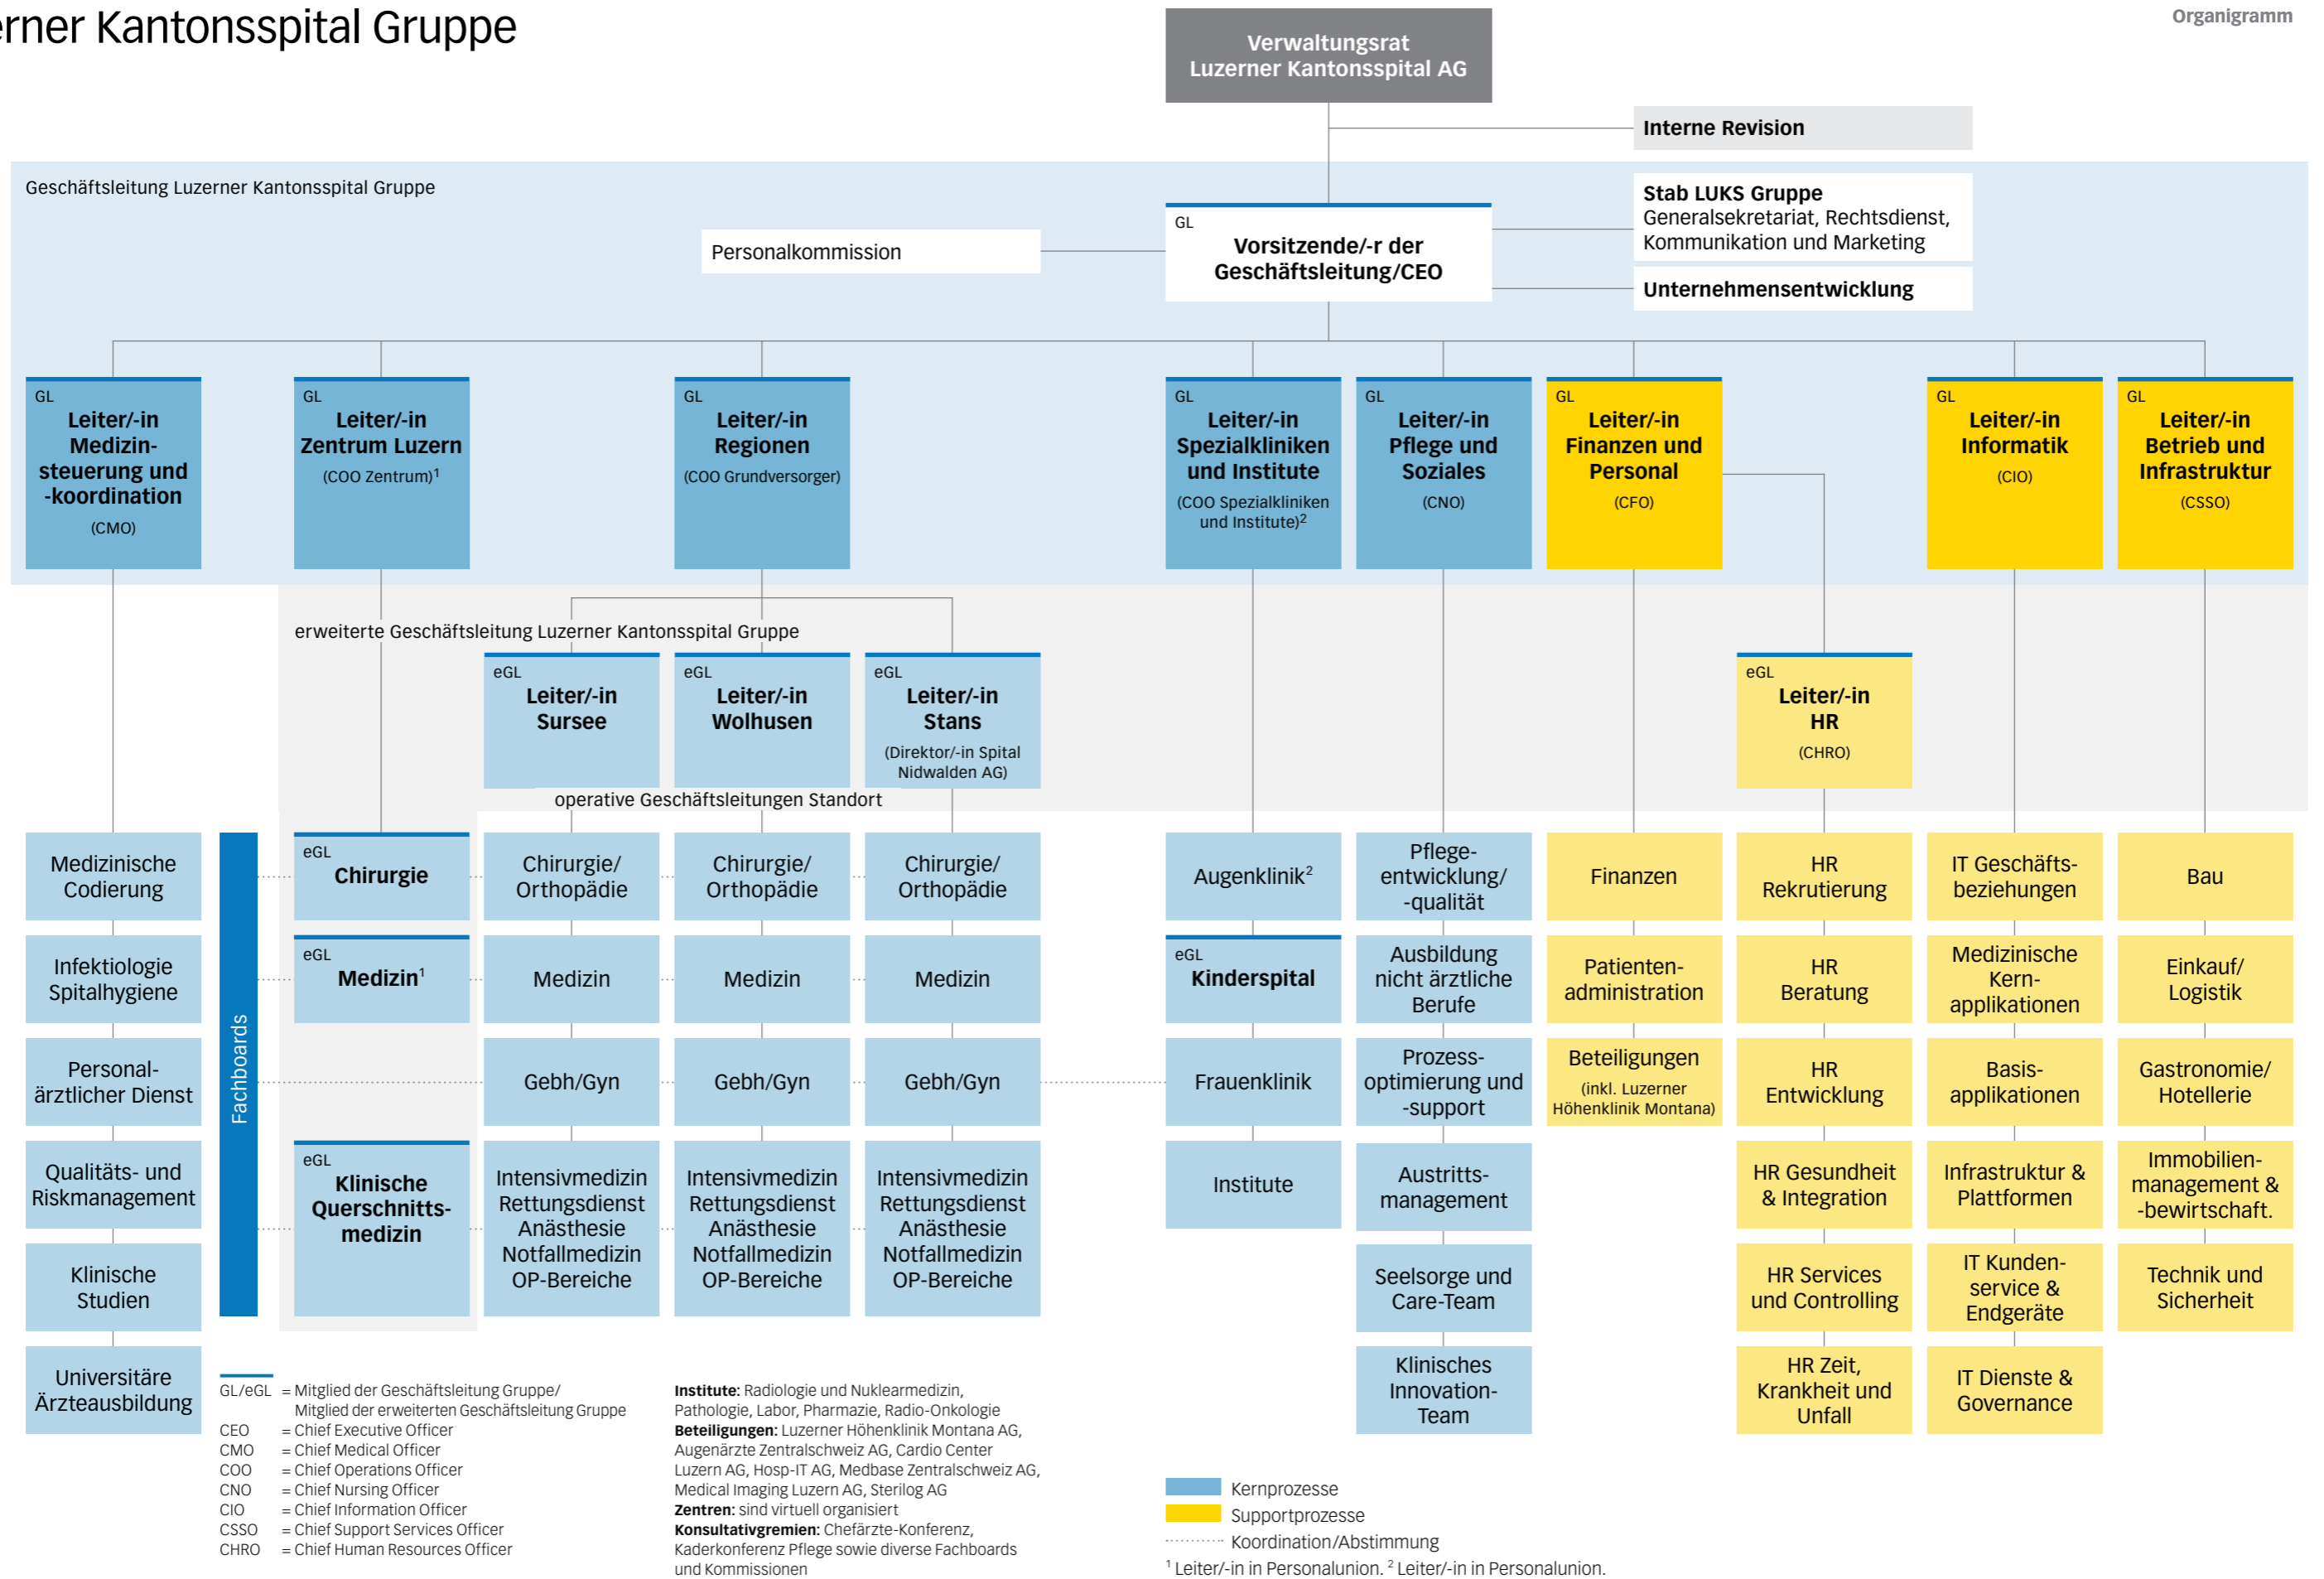 erner Kantonsspital Gruppe
Organigramm
Verwaltungsrat
Luzerner Kantonsspital AG
Interne Revision
Geschäftsleitung Luzerner Kantonsspital Gruppe
Stab LUKS Gruppe
Generalsekretariat, Rechtsdienst,
Kommunikation und Marketing
Personalkommission
GL
Vorsitzende/-r der
Geschäftsleitung/CEO
Unternehmensentwicklung
GL
Leiter/-in
Medizin-
steuerung und
-koordination
(CMO)
GL
Leiter/-in
Zentrum Luzern
(COO Zentrum)¹
GL
Leiter/-in
Regionen
(COO Grundversorger)
GL
Leiter/-in
Spezialkliniken
und Institute
(COO Spezialkliniken
und Institute)²
GL
Leiter/-in
Pflege und
Soziales
(CNO)
GL
Leiter/-in
Finanzen und
Personal
(CFO)
GL
Leiter/-in
Informatik
(CIO)
GL
Leiter/-in
Betrieb und
Infrastruktur
(CSSO)
erweiterte Geschäftsleitung Luzerner Kantonsspital Gruppe
eGL
Leiter/-in
Sursee
eGL
Leiter/-in
Wolhusen
eGL
Leiter/-in
Stans
(Direktor/-in Spital
Nidwalden AG)
eGL
Leiter/-in
HR
(CHRO)
operative Geschäftsleitungen Standort
Medizinische
Codierung
Infektiologie
Spitalhygiene
Personal-
ärztlicher Dienst
Qualitäts- und
Riskmanagement
Klinische
Studien
Universitäre
Ärzteausbildung
Fachboards
eGL
Chirurgie
eGL
Medizin¹
eGL
Klinische
Querschnitts-
medizin
Chirurgie/
Orthopädie
Medizin
Gebh/Gyn
Intensivmedizin
Rettungsdienst
Anästhesie
Notfallmedizin
OP-Bereiche
Chirurgie/
Orthopädie
Medizin
Gebh/Gyn
Intensivmedizin
Rettungsdienst
Anästhesie
Notfallmedizin
OP-Bereiche
Chirurgie/
Orthopädie
Medizin
Gebh/Gyn
Intensivmedizin
Rettungsdienst
Anästhesie
Notfallmedizin
OP-Bereiche
Augenklinik²
eGL
Kinderspital
Frauenklinik
Institute
Pflege-
entwicklung/
-qualität
Ausbildung
nicht ärztliche
Berufe
Prozess-
optimierung und
-support
Austritts-
management
Seelsorge und
Care-Team
Klinisches
Innovation-
Team
Finanzen
Patienten-
administration
Beteiligungen
(inkl. Luzerner
Höhenklinik Montana)
HR
Rekrutierung
HR
Beratung
HR
Entwicklung
HR Gesundheit
& Integration
HR Services
und Controlling
HR Zeit,
Krankheit und
Unfall
IT Geschäfts-
beziehungen
Medizinische
Kern-
applikationen
Basis-
applikationen
Infrastruktur &
Plattformen
IT Kunden-
service &
Endgeräte
IT Dienste &
Governance
Bau
Einkauf/
Logistik
Gastronomie/
Hotellerie
Immobilien-
management &
-bewirtschaft.
Technik und
Sicherheit
GL/eGL = Mitglied der Geschäftsleitung Gruppe/
Mitglied der erweiterten Geschäftsleitung Gruppe
CEO = Chief Executive Officer
CMO = Chief Medical Officer
COO = Chief Operations Officer
CNO = Chief Nursing Officer
CIO = Chief Information Officer
CSSO = Chief Support Services Officer
CHRO = Chief Human Resources Officer
Institute: Radiologie und Nuklearmedizin,
Pathologie, Labor, Pharmazie, Radio-Onkologie
Beteiligungen: Luzerner Höhenklinik Montana AG,
Augenärzte Zentralschweiz AG, Cardio Center
Luzern AG, Hosp-IT AG, Medbase Zentralschweiz AG,
Medical Imaging Luzern AG, Sterilog AG
Zentren: sind virtuell organisiert
Konsultativgremien: Chefärzte-Konferenz,
Kaderkonferenz Pflege sowie diverse Fachboards
und Kommissionen
Kernprozesse
Supportprozesse
Koordination/Abstimmung
¹ Leiter/-in in Personalunion. ² Leiter/-in in Personalunion.